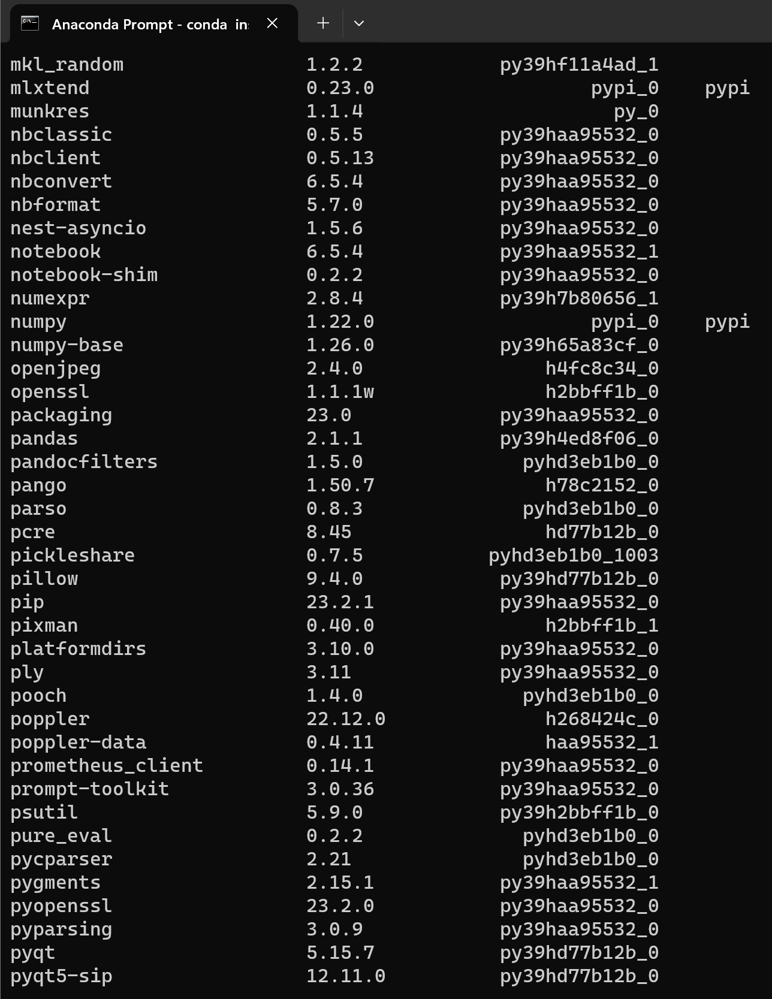 Anaconda Prompt - conda in
mkl_random 1.2.2 py39hf11a4ad_1
mlxtend 0.23.0 pypi_0 pypi
munkres 1.1.4 py_0
nbclassic 0.5.5 py39haa95532_0
nbclient 0.5.13 py39haa95532_0
nbconvert 6.5.4 py39haa95532_0
nbformat 5.7.0 py39haa95532_0
nest-asyncio 1.5.6 py39haa95532_0
notebook 6.5.4 py39haa95532_1
notebook-shim 0.2.2 py39haa95532_0
numexpr 2.8.4 py39h7b80656_1
numpy 1.22.0 pypi_0 pypi
numpy-base 1.26.0 py39h65a83cf_0
openjpeg 2.4.0 h4fc8c34_0
openssl 1.1.1w h2bbff1b_0
packaging 23.0 py39haa95532_0
pandas 2.1.1 py39h4ed8f06_0
pandocfilters 1.5.0 pyhd3eb1b0_0
pango 1.50.7 h78c2152_0
parso 0.8.3 pyhd3eb1b0_0
pcre 8.45 hd77b12b_0
pickleshare 0.7.5 pyhd3eb1b0_1003
pillow 9.4.0 py39hd77b12b_0
pip 23.2.1 py39haa95532_0
pixman 0.40.0 h2bbff1b_1
platformdirs 3.10.0 py39haa95532_0
ply 3.11 py39haa95532_0
pooch 1.4.0 pyhd3eb1b0_0
poppler 22.12.0 h268424c_0
poppler-data 0.4.11 haa95532_1
prometheus_client 0.14.1 py39haa95532_0
prompt-toolkit 3.0.36 py39haa95532_0
psutil 5.9.0 py39h2bbff1b_0
pure_eval 0.2.2 pyhd3eb1b0_0
pycparser 2.21 pyhd3eb1b0_0
pygments 2.15.1 py39haa95532_1
pyopenssl 23.2.0 py39haa95532_0
pyparsing 3.0.9 py39haa95532_0
pyqt 5.15.7 py39hd77b12b_0
pyqt5-sip 12.11.0 py39hd77b12b_0